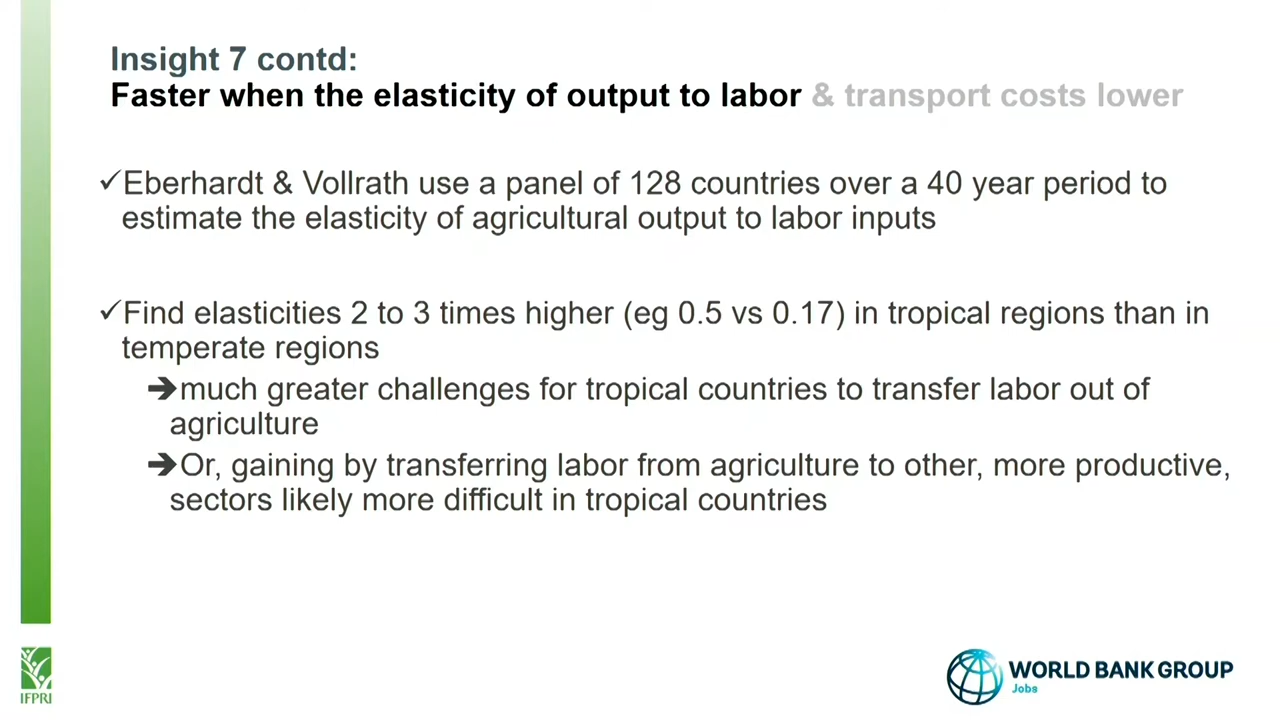 Insight 7 contd:
Faster when the elasticity of output to labor & transport costs lower
✓Eberhardt & Vollrath use a panel of 128 countries over a 40 year period to
estimate the elasticity of agricultural output to labor inputs
✓Find elasticities 2 to 3 times higher (eg 0.5 vs 0.17) in tropical regions than in
temperate regions
➔much greater challenges for tropical countries to transfer labor out of
agriculture
➔Or, gaining by transferring labor from agriculture to other, more productive,
sectors likely more difficult in tropical countries
IFPRI
WORLD BANK GROUP
Jobs